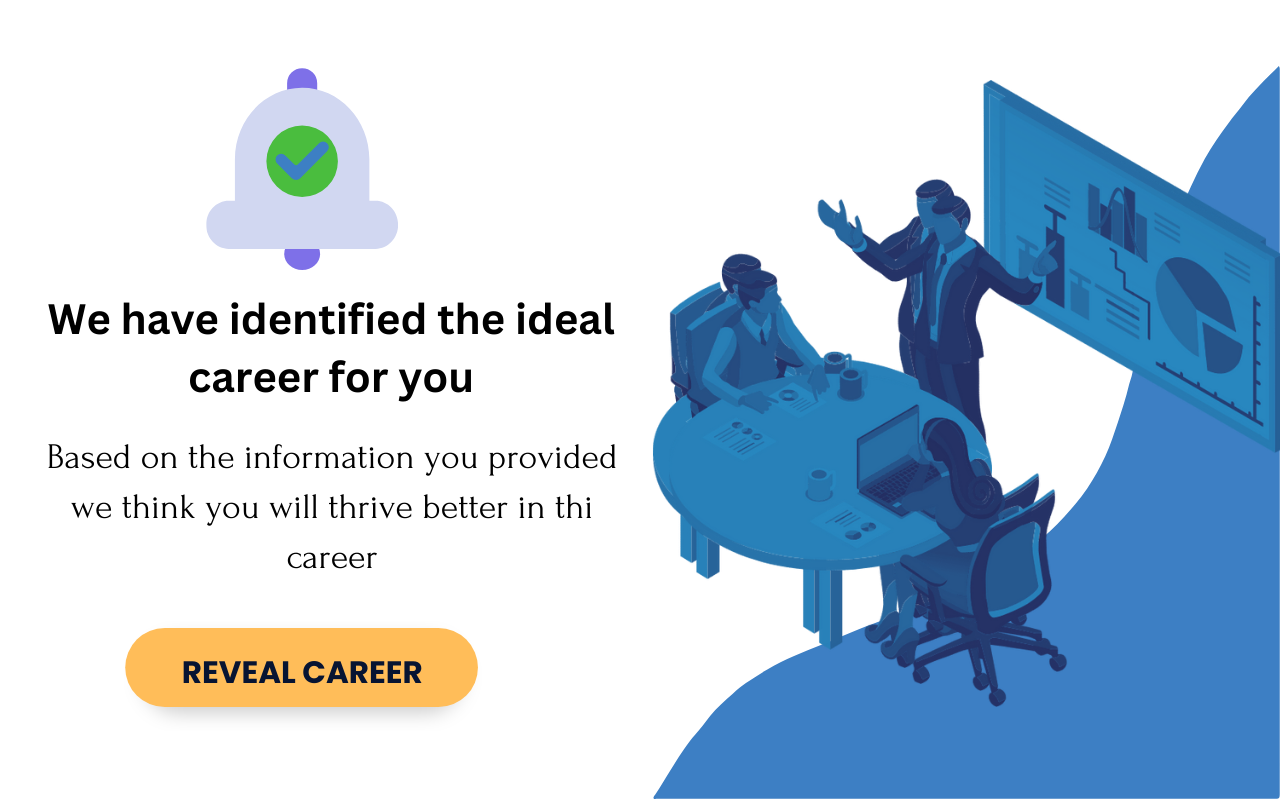 We have identified the ideal
career for you
Based on the information you provided
we think you will thrive better in thi
career
REVEAL CAREER